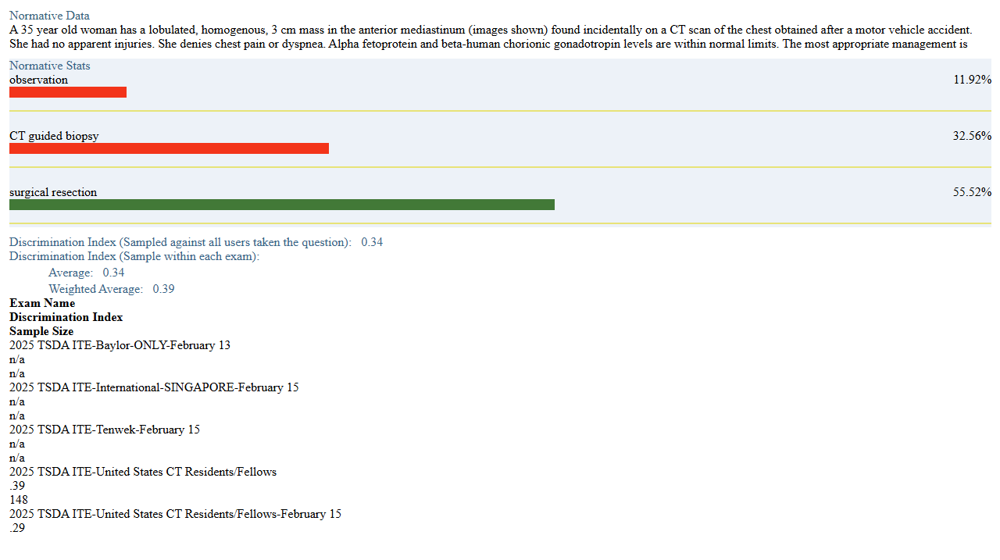 Normative Data
A 35 year old woman has a lobulated, homogenous, 3 cm mass in the anterior mediastinum (images shown) found incidentally on a CT scan of the chest obtained after a motor vehicle accident.
She had no apparent injuries. She denies chest pain or dyspnea. Alpha fetoprotein and beta-human chorionic gonadotropin levels are within normal limits. The most appropriate management is
Normative Stats
observation 11.92%
CT guided biopsy 32.56%
surgical resection 55.52%
Discrimination Index (Sampled against all users taken the question): 0.34
Discrimination Index (Sample within each exam):
Average: 0.34
Weighted Average: 0.39
Exam Name
Discrimination Index
Sample Size
2025 TSDA ITE-Baylor-ONLY-February 13
n/a
n/a
2025 TSDA ITE-International-SINGAPORE-February 15
n/a
n/a
2025 TSDA ITE-Tenwek-February 15
n/a
n/a
2025 TSDA ITE-United States CT Residents/Fellows
.39
148
2025 TSDA ITE-United States CT Residents/Fellows-February 15
.29